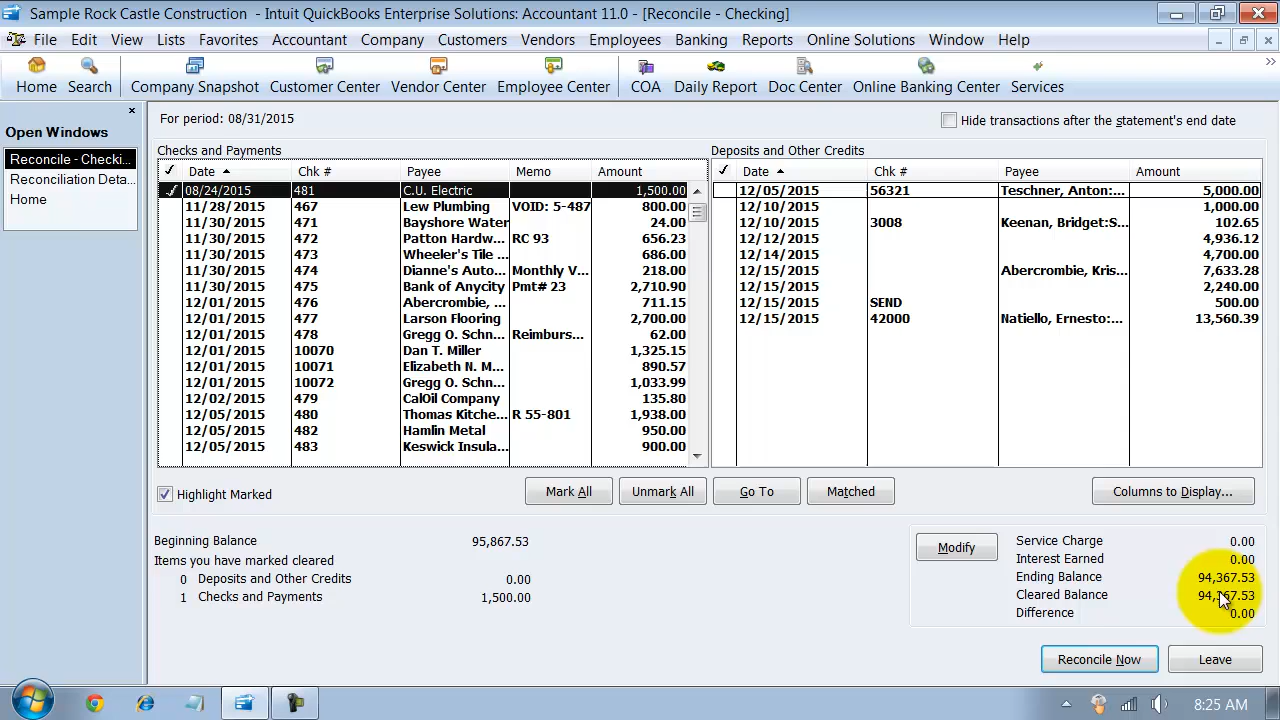 Sample Rock Castle Construction - Intuit QuickBooks Enterprise Solutions: Accountant 11.0 - [Reconcile - Checking]
File Edit View Lists Favorites Accountant Company Customers Vendors Employees Banking Reports Online Solutions Window Help
Home Search Company Snapshot Customer Center Vendor Center Employee Center COA Daily Report Doc Center Online Banking Center Services
Open Windows
Reconcile - Checki...
Reconciliation Deta...
Home
For period: 08/31/2015
Hide transactions after the statement's end date
Checks and Payments
Date Chk # Payee Memo Amount
08/24/2015 481 C.U. Electric 1,500.00
11/28/2015 467 Lew Plumbing VOID: 5-487 800.00
11/30/2015 471 Bayshore Water 24.00
11/30/2015 472 Patton Hardw... RC 93 656.23
11/30/2015 473 Wheeler's Tile ... 686.00
11/30/2015 474 Dianne's Auto... Monthly V... 218.00
11/30/2015 475 Bank of Anycity Pmt# 23 2,710.90
12/01/2015 476 Abercrombie, ... 711.15
12/01/2015 477 Larson Flooring 2,700.00
12/01/2015 478 Gregg O. Schn... Reimburs... 62.00
12/01/2015 10070 Dan T. Miller 1,325.15
12/01/2015 10071 Elizabeth N. M... 890.57
12/01/2015 10072 Gregg O. Schn... 1,033.99
12/02/2015 479 CalOil Company 135.80
12/05/2015 480 Thomas Kitche... R 55-801 1,938.00
12/05/2015 482 Hamlin Metal 950.00
12/05/2015 483 Keswick Insula... 900.00
Deposits and Other Credits
Date Chk # Payee Amount
12/05/2015 56321 Teschner, Anton:... 5,000.00
12/10/2015 1,000.00
12/10/2015 3008 Keenan, Bridget:S... 102.65
12/12/2015 4,936.12
12/14/2015 4,700.00
12/15/2015 Abercrombie, Kris... 7,633.28
12/15/2015 2,240.00
12/15/2015 SEND 500.00
12/15/2015 42000 Natiello, Ernesto:... 13,560.39
Highlight Marked Mark All Unmark All Go To Matched Columns to Display...
Beginning Balance 95,867.53
Items you have marked cleared
0 Deposits and Other Credits 0.00
1 Checks and Payments 1,500.00
Modify
Service Charge 0.00
Interest Earned 0.00
Ending Balance 94,367.53
Cleared Balance 94,367.53
Difference 0.00
Reconcile Now Leave
8:25 AM